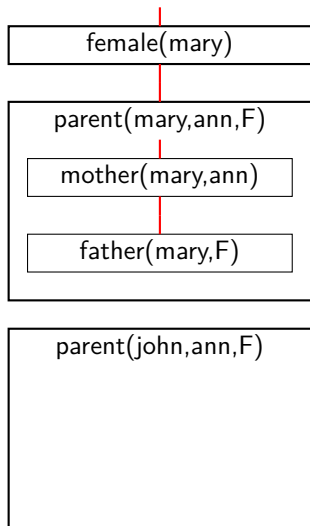 female(mary)
parent(mary,ann,F)
mother(mary,ann)
father(mary,F)
parent(john,ann,F)